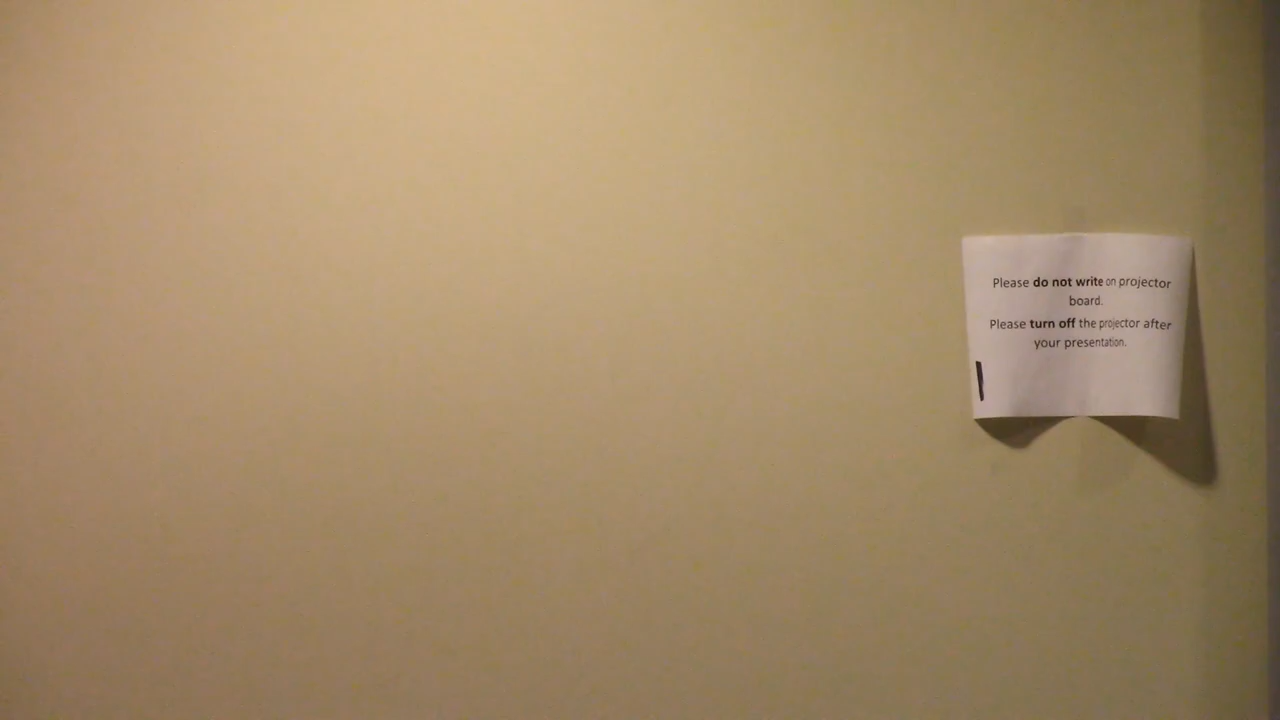 Please do not write on projector
board.
Please turn off the projector after
your presentation.